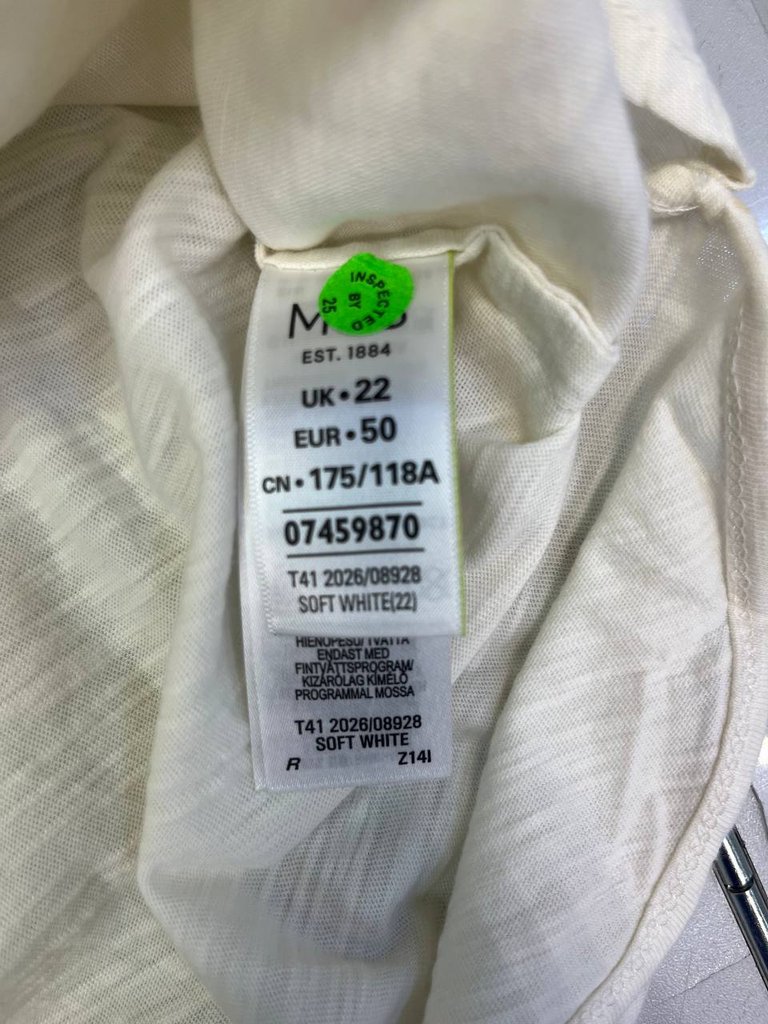 INSPECTED
BY
25
EST. 1884
UK•22
EUR•50
CN•175/118A
07459870
T41 2026/08928
SOFT WHITE(22)
HIENOPESU/TVÄTTA
ENDAST MED
FINTVÄTTSPROGRAM/
KIZÁRÓLAG KÍMÉLŐ
PROGRAMMAL MOSSA
T41 2026/08928
SOFT WHITE
R Z14I